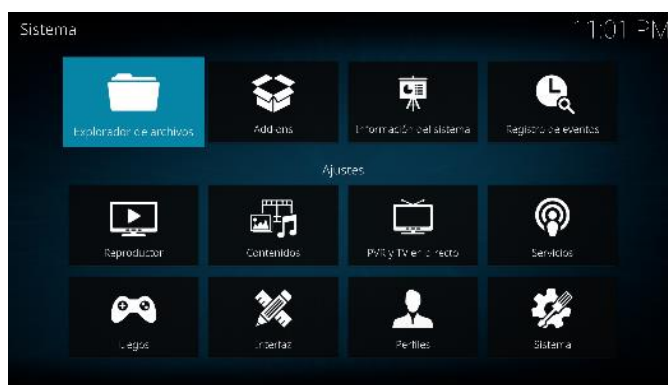 Sistema 11:01 PM
Explorador de archivos Add-ons Información del sistema Registro de eventos
Ajustes
Reproductor Contenidos PVR y TV en directo Servicios
Juegos Interfaz Perfiles Sistema